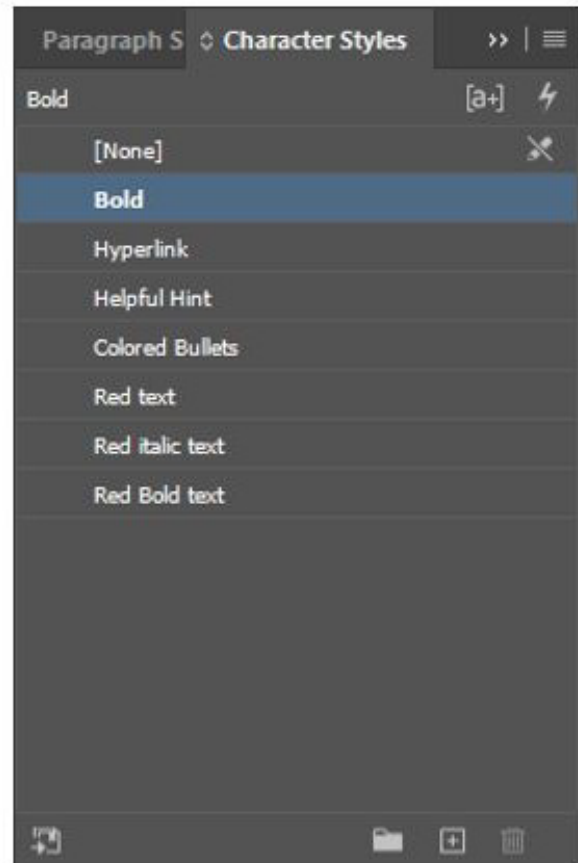 Paragraph S Character Styles
Bold [a+]
[None]
Bold
Hyperlink
Helpful Hint
Colored Bullets
Red text
Red italic text
Red Bold text